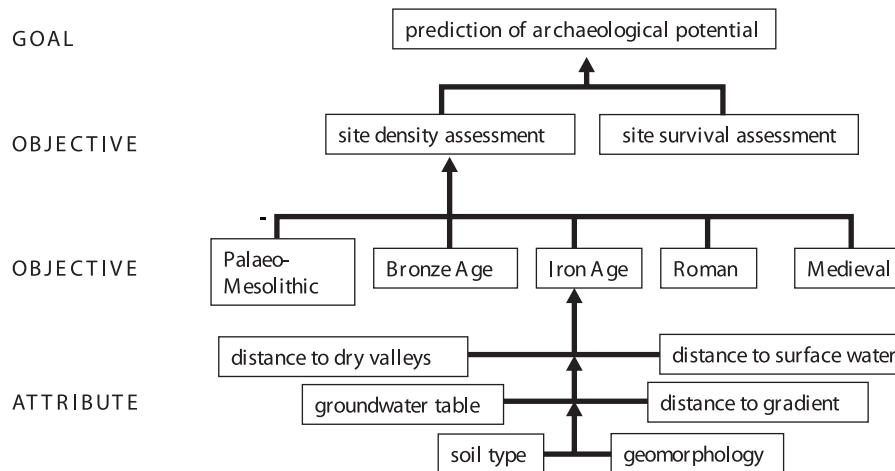 GOAL
prediction of archaeological potential
OBJECTIVE
site density assessment
site survival assessment
OBJECTIVE
Palaeo-
Mesolithic
Bronze Age
Iron Age
Roman
Medieval
distance to dry valleys
distance to surface water
ATTRIBUTE
groundwater table
distance to gradient
soil type
geomorphology